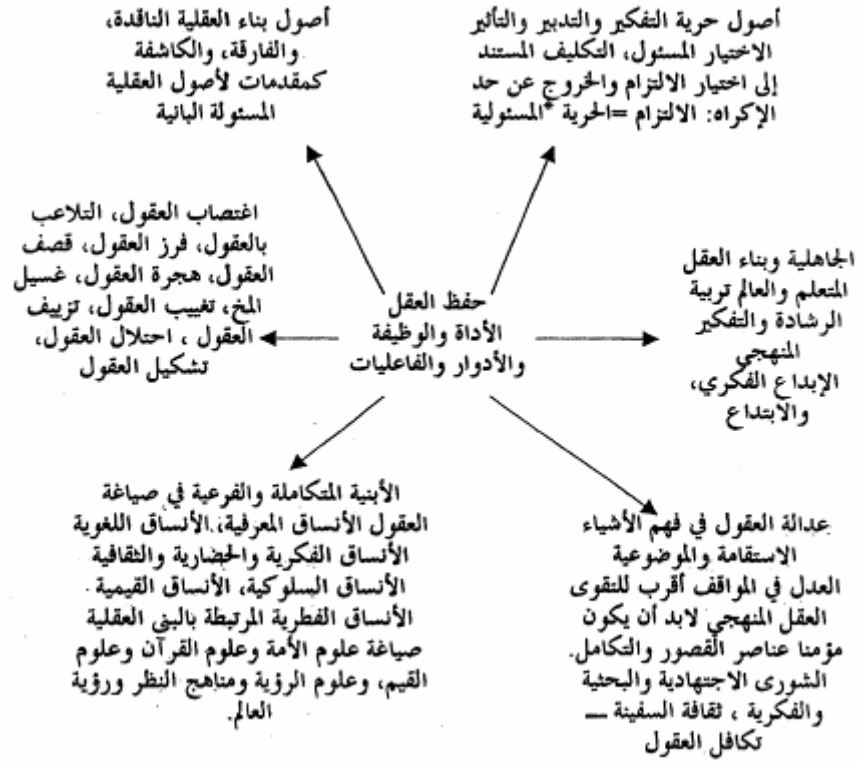 أصول حرية التفكير والتدبير والتأثير
الاختيار المسئول، التكليف المستند
إلى اختيار الالتزام والخروج عن حد
الإكراه: الالتزام =الحرية +المسئولية
أصول بناء العقلية الناقدة،
والفارقة، والكاشفة
كمقدمات لأصول العقلية
المسئولة البانية
الجاهلية وبناء العقل
المتعلم والعالم تربية
الرشادة والتفكير
المنهجي
الإبداع الفكري،
والابتداع
حفظ العقل
الأداة والوظيفة
والأدوار والفاعليات
اغتصاب العقول، التلاعب
بالعقول، فرز العقول، قصف
العقول، هجرة العقول، غسيل
المخ، تغييب العقول، تزييف
العقول ، احتلال العقول،
تشكيل العقول
عدالة العقول في فهم الأشياء
الاستقامة والموضوعية
العدل في المواقف أقرب للتقوى
العقل المنهجي لابد أن يكون
مؤمنا عناصر القصور والتكامل.
الشورى الاجتهادية والبحثية
والفكرية ، ثقافة السفينة ــ
تكافل العقول
الأبنية المتكاملة والفرعية في صياغة
العقول الأنساق المعرفية، الأنساق اللغوية
الأنساق الفكرية والحضارية والثقافية
الأنساق السلوكية، الأنساق القيمية
الأنساق الفطرية المرتبطة بالبنى العقلية
صياغة علوم الأمة وعلوم القرآن وعلوم
القيم، وعلوم الرؤية ومناهج النظر ورؤية
العالم.